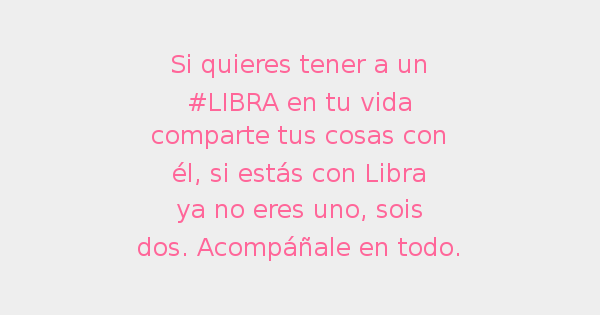 Si quieres tener a un
#LIBRA en tu vida
comparte tus cosas con
él, si estás con Libra
ya no eres uno, sois
dos. Acompáñale en todo.